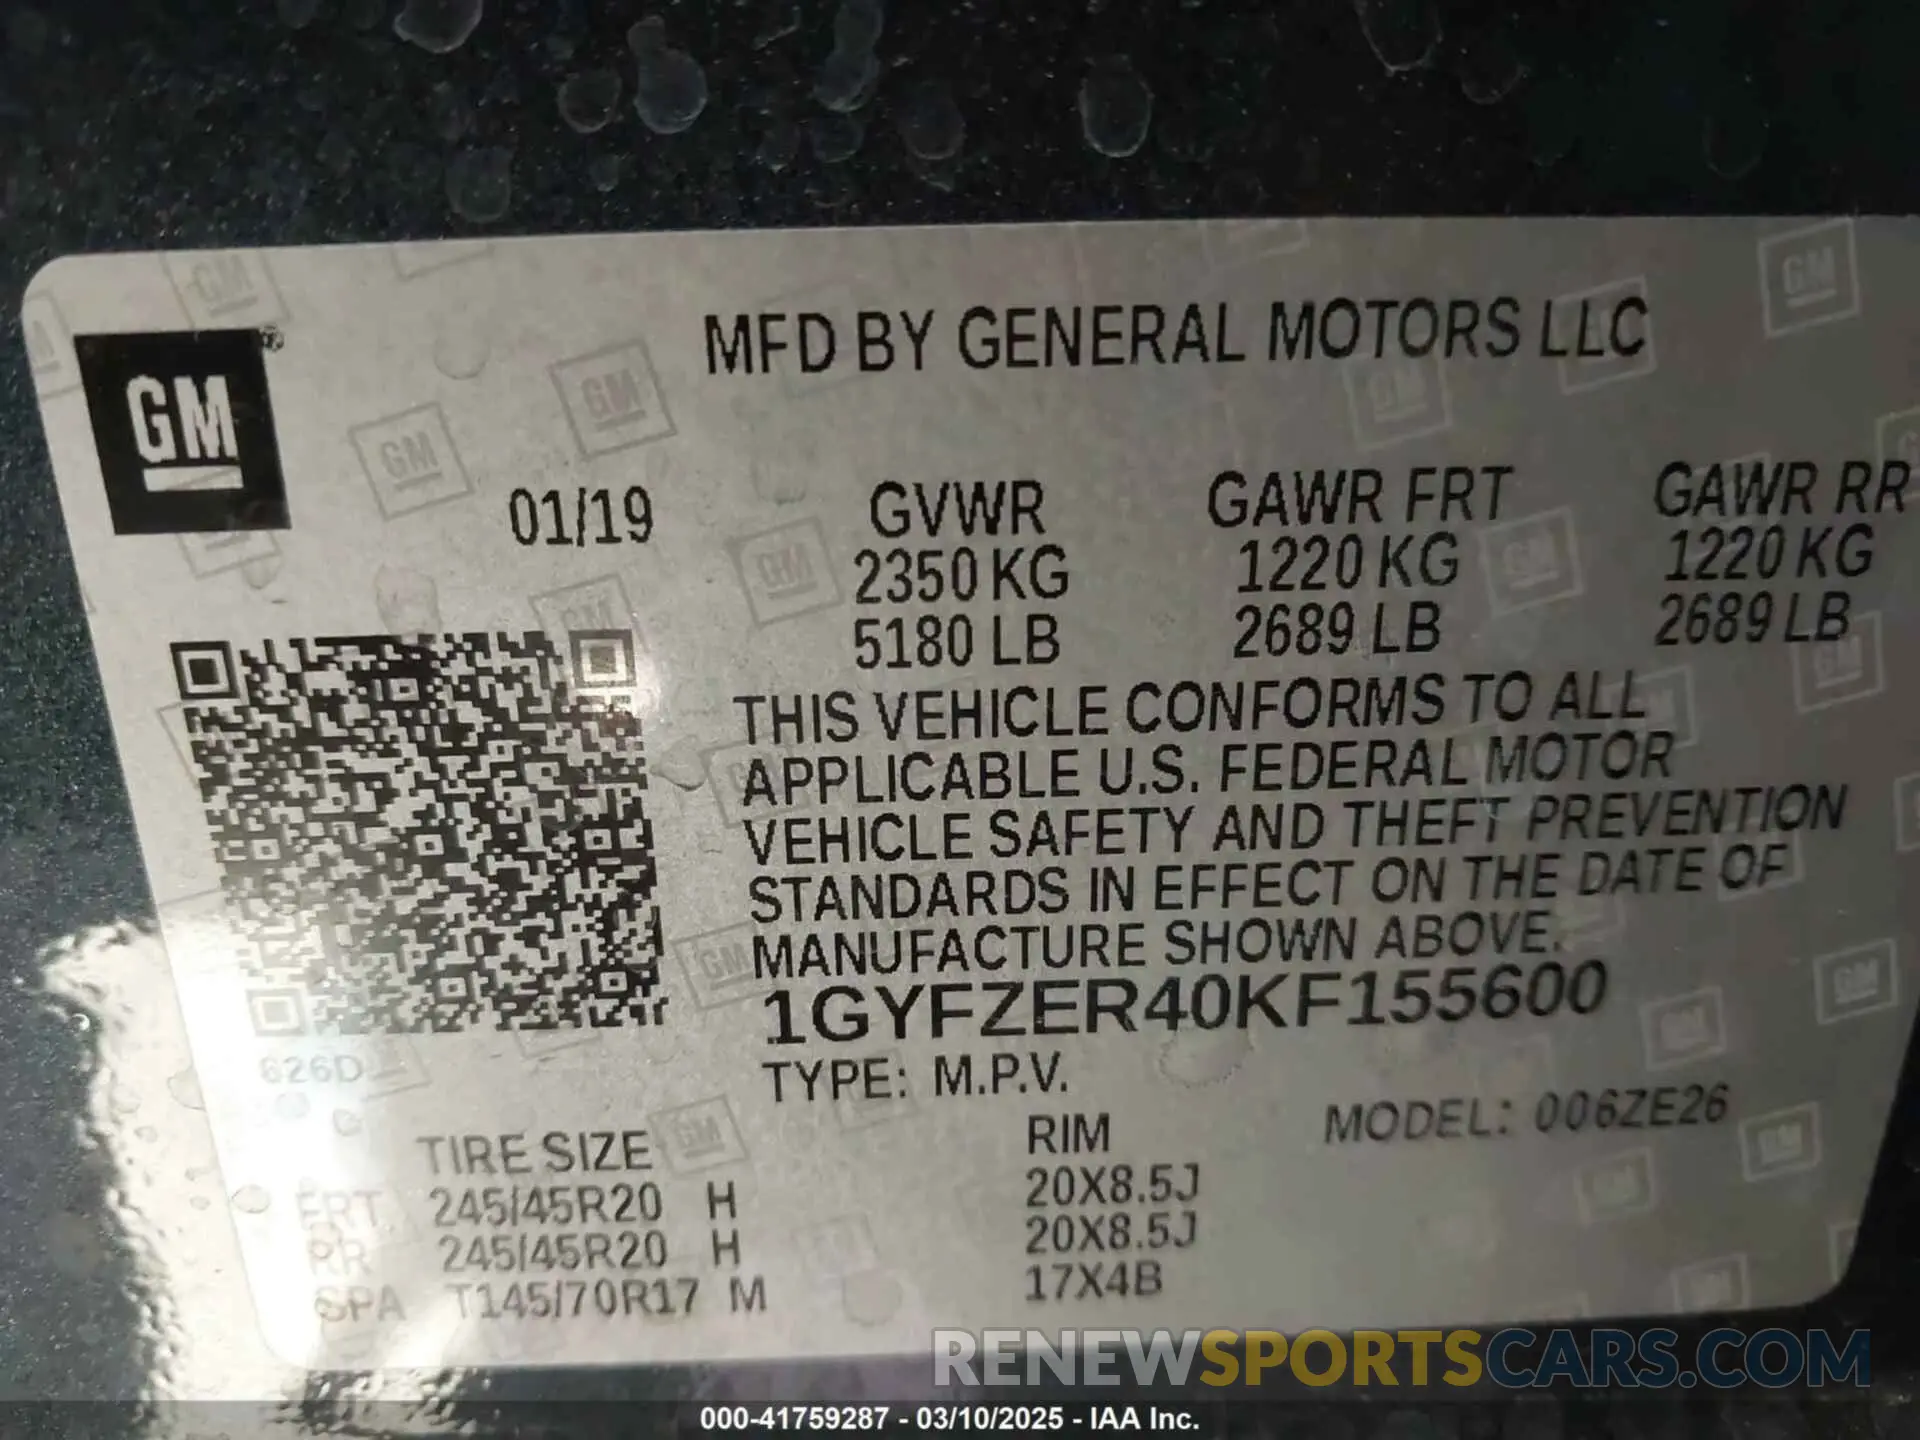 MFD BY GENERAL MOTORS LLC
GM
01/19
GVWR GAWR FRT GAWR RR
2350 KG 1220 KG 1220 KG
5180 LB 2689 LB 2689 LB
THIS VEHICLE CONFORMS TO ALL
APPLICABLE U.S. FEDERAL MOTOR
VEHICLE SAFETY AND THEFT PREVENTION
STANDARDS IN EFFECT ON THE DATE OF
MANUFACTURE SHOWN ABOVE.
1GYFZER40KF155600
626D
TYPE: M.P.V.
MODEL: 006ZE26
TIRE SIZE RIM
FRT 245/45R20 H 20X8.5J
RR 245/45R20 H 20X8.5J
SPA T145/70R17 M 17X4B
RENEWSPORTSCARS.COM
000-41759287 - 03/10/2025 - IAA Inc.